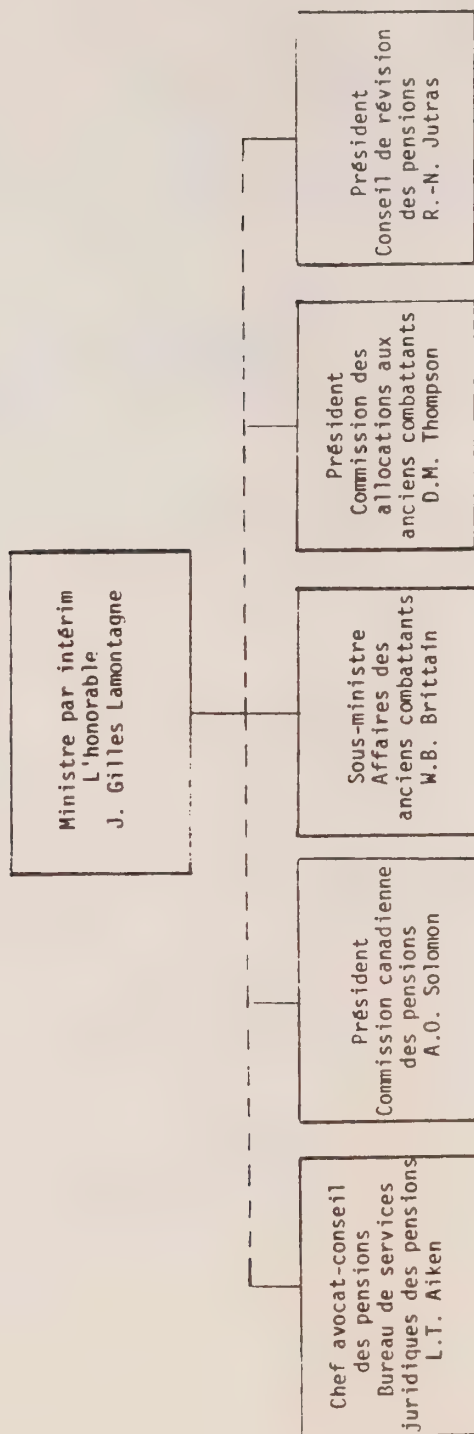 Ministre par intérim
L'honorable
J. Gilles Lamontagne
Chef avocat-conseil
des pensions
Bureau de services
juridiques des pensions
L.T. Aiken
Président
Commission canadienne
des pensions
A.O. Solomon
Sous-ministre
Affaires des
anciens combattants
W.B. Brittain
Président
Commission des
allocations aux
anciens combattants
D.M. Thompson
Président
Conseil de révision
des pensions
R.-N. Jutras